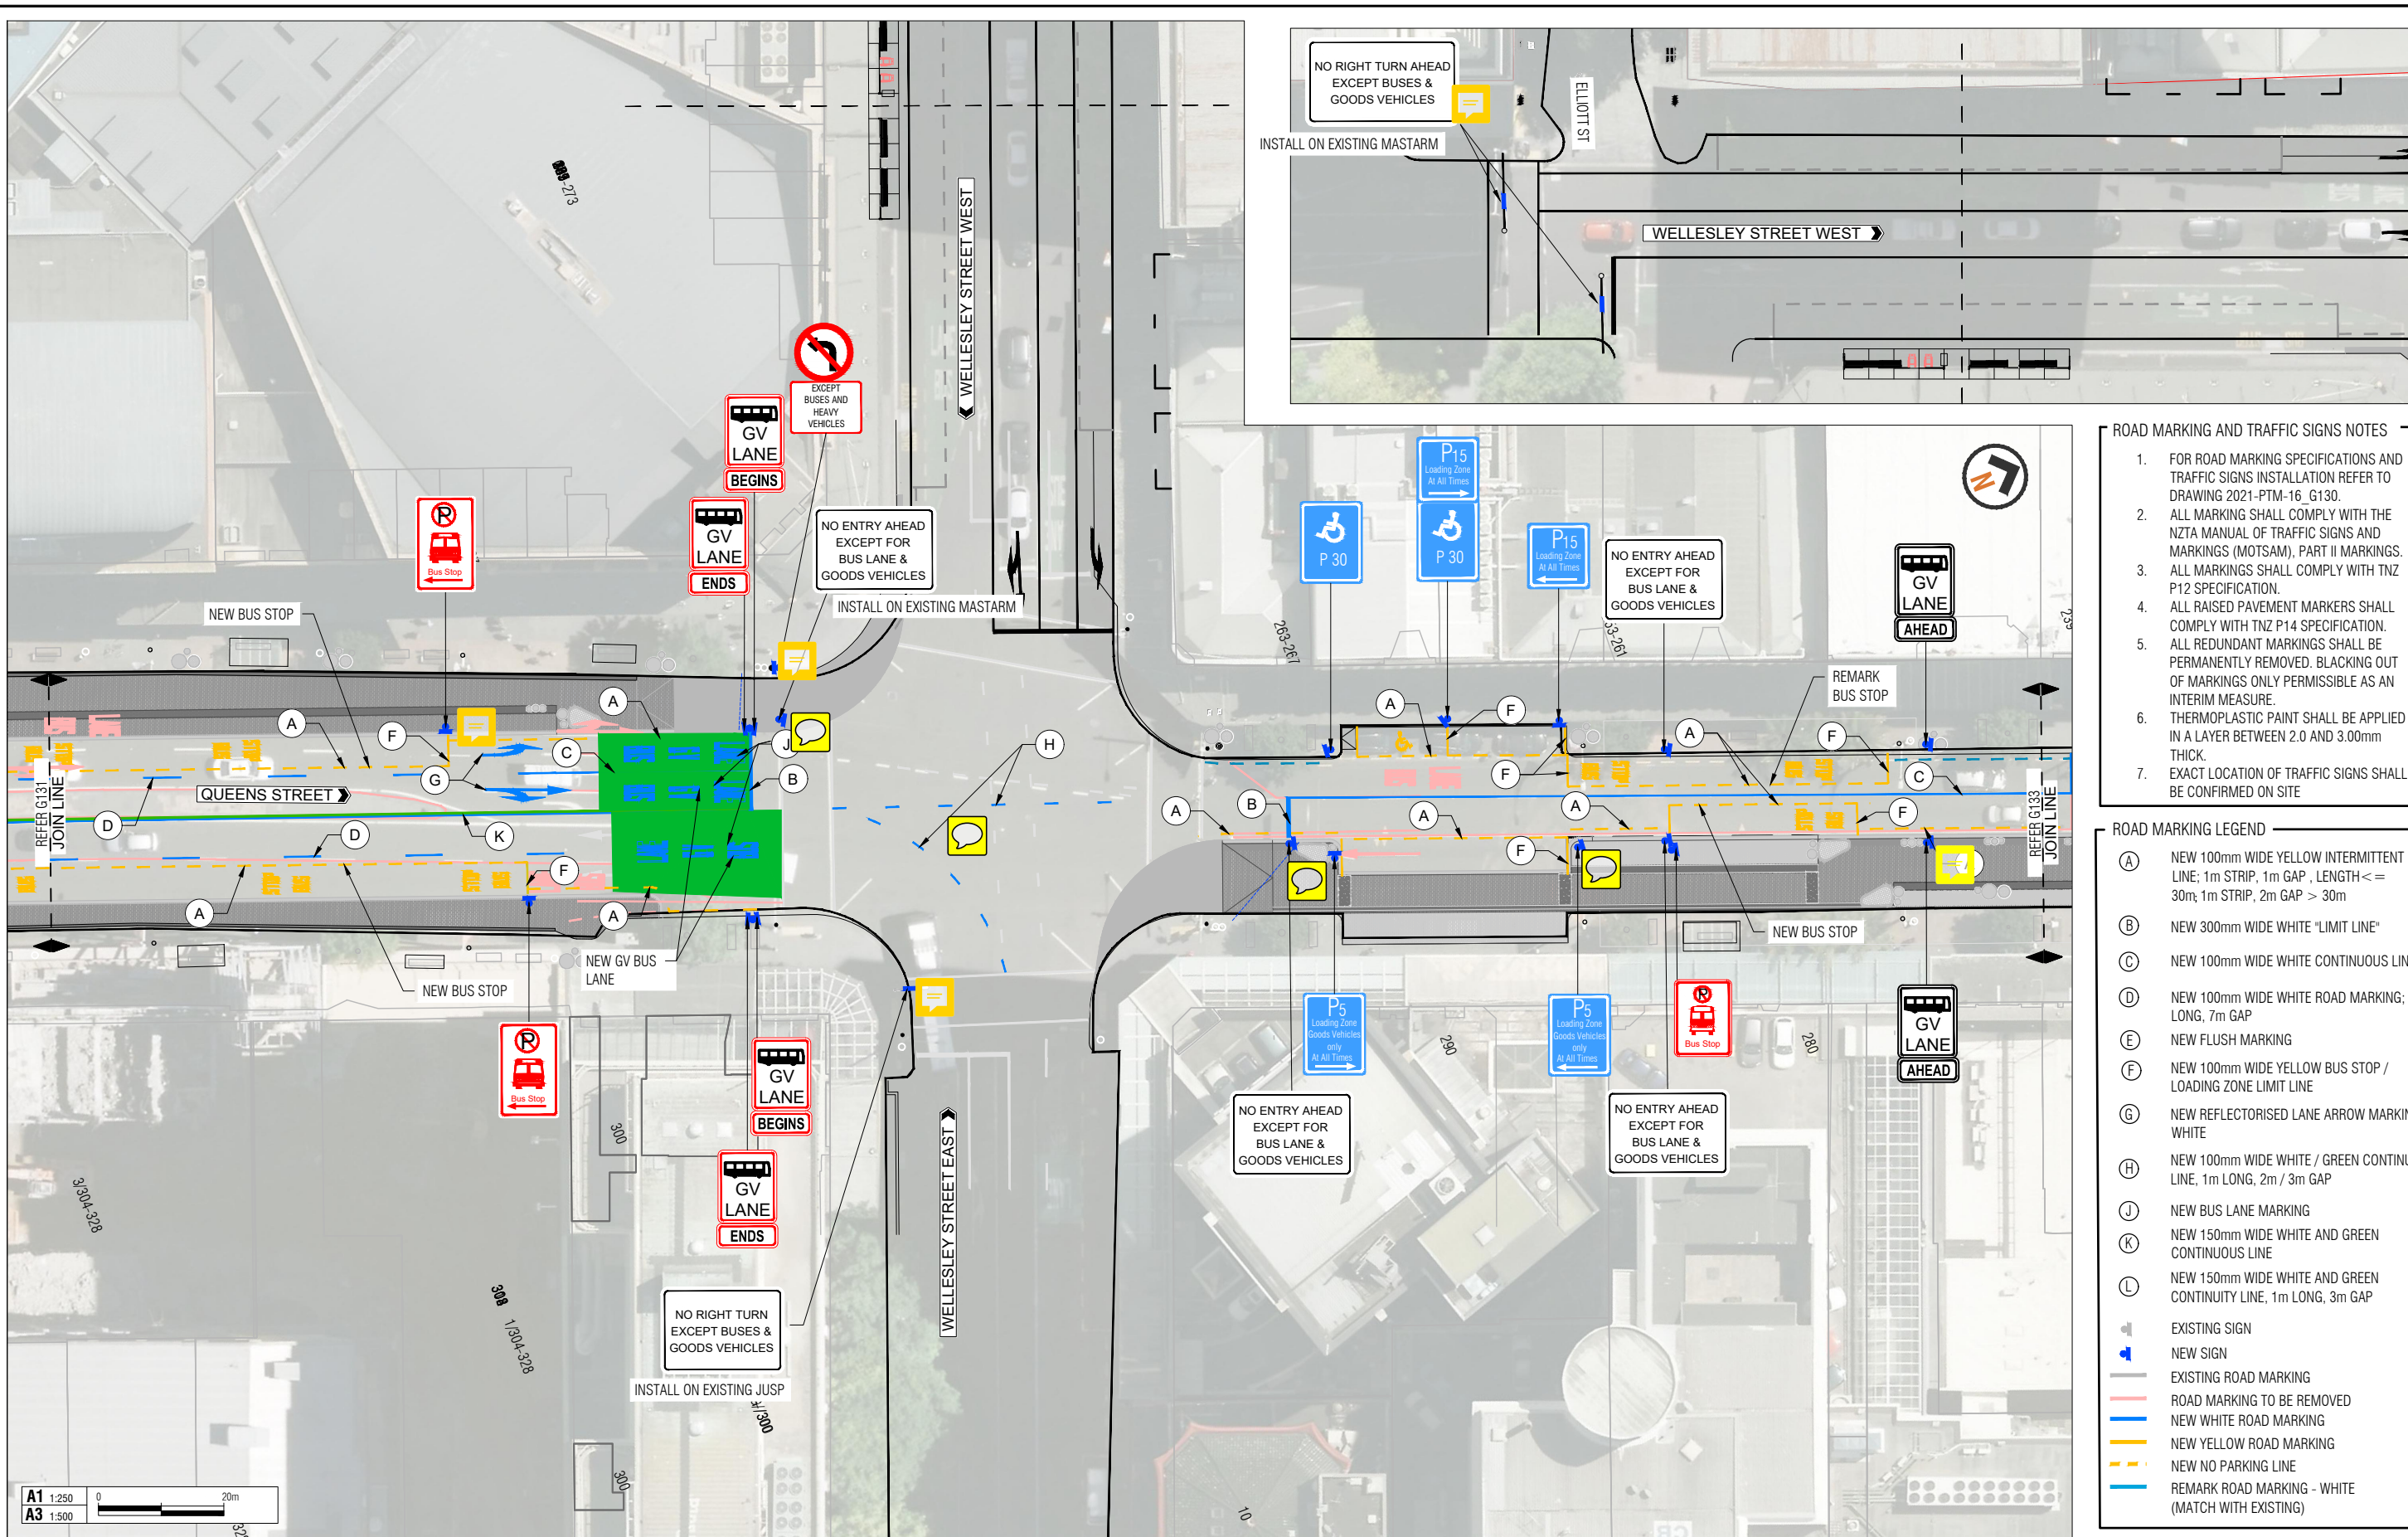 NO RIGHT TURN AHEAD
EXCEPT BUSES &
GOODS VEHICLES
INSTALL ON EXISTING MASTARM
ELLIOTT ST
WELLESLEY STREET WEST
WELLESLEY STREET WEST
-273
EXCEPT
BUSES AND
HEAVY
VEHICLES
GV
LANE
BEGINS
GV
LANE
ENDS
NO ENTRY AHEAD
EXCEPT FOR
BUS LANE &
GOODS VEHICLES
INSTALL ON EXISTING MASTARM
P
Bus Stop
NEW BUS STOP
P 30
P15
Loading Zone
At All Times
P 30
P15
Loading Zone
At All Times
NO ENTRY AHEAD
EXCEPT FOR
BUS LANE &
GOODS VEHICLES
GV
LANE
AHEAD
263-267
53-261
239
REMARK
BUS STOP
N
A
F
A
C
G
J
B
H
A
F
F
A
F
C
REFER G131
JOIN LINE
QUEENS STREET
D
D
K
A
F
A
A
B
A
F
A
F
REFER G133
JOIN LINE
NEW BUS STOP
NEW GV BUS
LANE
NEW BUS STOP
P
Bus Stop
GV
LANE
BEGINS
GV
LANE
ENDS
WELLESLEY STREET EAST
P5
Loading Zone
Goods Vehicles
only
At All Times
P5
Loading Zone
Goods Vehicles
only
At All Times
P
Bus Stop
GV
LANE
AHEAD
290
280
NO ENTRY AHEAD
EXCEPT FOR
BUS LANE &
GOODS VEHICLES
NO ENTRY AHEAD
EXCEPT FOR
BUS LANE &
GOODS VEHICLES
300
3/304-328
308
1/304-328
NO RIGHT TURN
EXCEPT BUSES &
GOODS VEHICLES
INSTALL ON EXISTING JUSP
300
10
A1 1:250
A3 1:500
0
20m
ROAD MARKING AND TRAFFIC SIGNS NOTES
1. FOR ROAD MARKING SPECIFICATIONS AND
TRAFFIC SIGNS INSTALLATION REFER TO
DRAWING 2021-PTM-16_G130.
2. ALL MARKING SHALL COMPLY WITH THE
NZTA MANUAL OF TRAFFIC SIGNS AND
MARKINGS (MOTSAM), PART II MARKINGS.
3. ALL MARKINGS SHALL COMPLY WITH TNZ
P12 SPECIFICATION.
4. ALL RAISED PAVEMENT MARKERS SHALL
COMPLY WITH TNZ P14 SPECIFICATION.
5. ALL REDUNDANT MARKINGS SHALL BE
PERMANENTLY REMOVED. BLACKING OUT
OF MARKINGS ONLY PERMISSIBLE AS AN
INTERIM MEASURE.
6. THERMOPLASTIC PAINT SHALL BE APPLIED
IN A LAYER BETWEEN 2.0 AND 3.00mm
THICK.
7. EXACT LOCATION OF TRAFFIC SIGNS SHALL
BE CONFIRMED ON SITE
ROAD MARKING LEGEND
A NEW 100mm WIDE YELLOW INTERMITTENT
LINE; 1m STRIP, 1m GAP , LENGTH<=
30m; 1m STRIP, 2m GAP > 30m
B NEW 300mm WIDE WHITE "LIMIT LINE"
C NEW 100mm WIDE WHITE CONTINUOUS LIN
D NEW 100mm WIDE WHITE ROAD MARKING;
LONG, 7m GAP
E NEW FLUSH MARKING
F NEW 100mm WIDE YELLOW BUS STOP /
LOADING ZONE LIMIT LINE
G NEW REFLECTORISED LANE ARROW MARKIN
WHITE
H NEW 100mm WIDE WHITE / GREEN CONTINU
LINE, 1m LONG, 2m / 3m GAP
J NEW BUS LANE MARKING
K NEW 150mm WIDE WHITE AND GREEN
CONTINUOUS LINE
L NEW 150mm WIDE WHITE AND GREEN
CONTINUITY LINE, 1m LONG, 3m GAP
EXISTING SIGN
NEW SIGN
EXISTING ROAD MARKING
ROAD MARKING TO BE REMOVED
NEW WHITE ROAD MARKING
NEW YELLOW ROAD MARKING
NEW NO PARKING LINE
REMARK ROAD MARKING - WHITE
(MATCH WITH EXISTING)